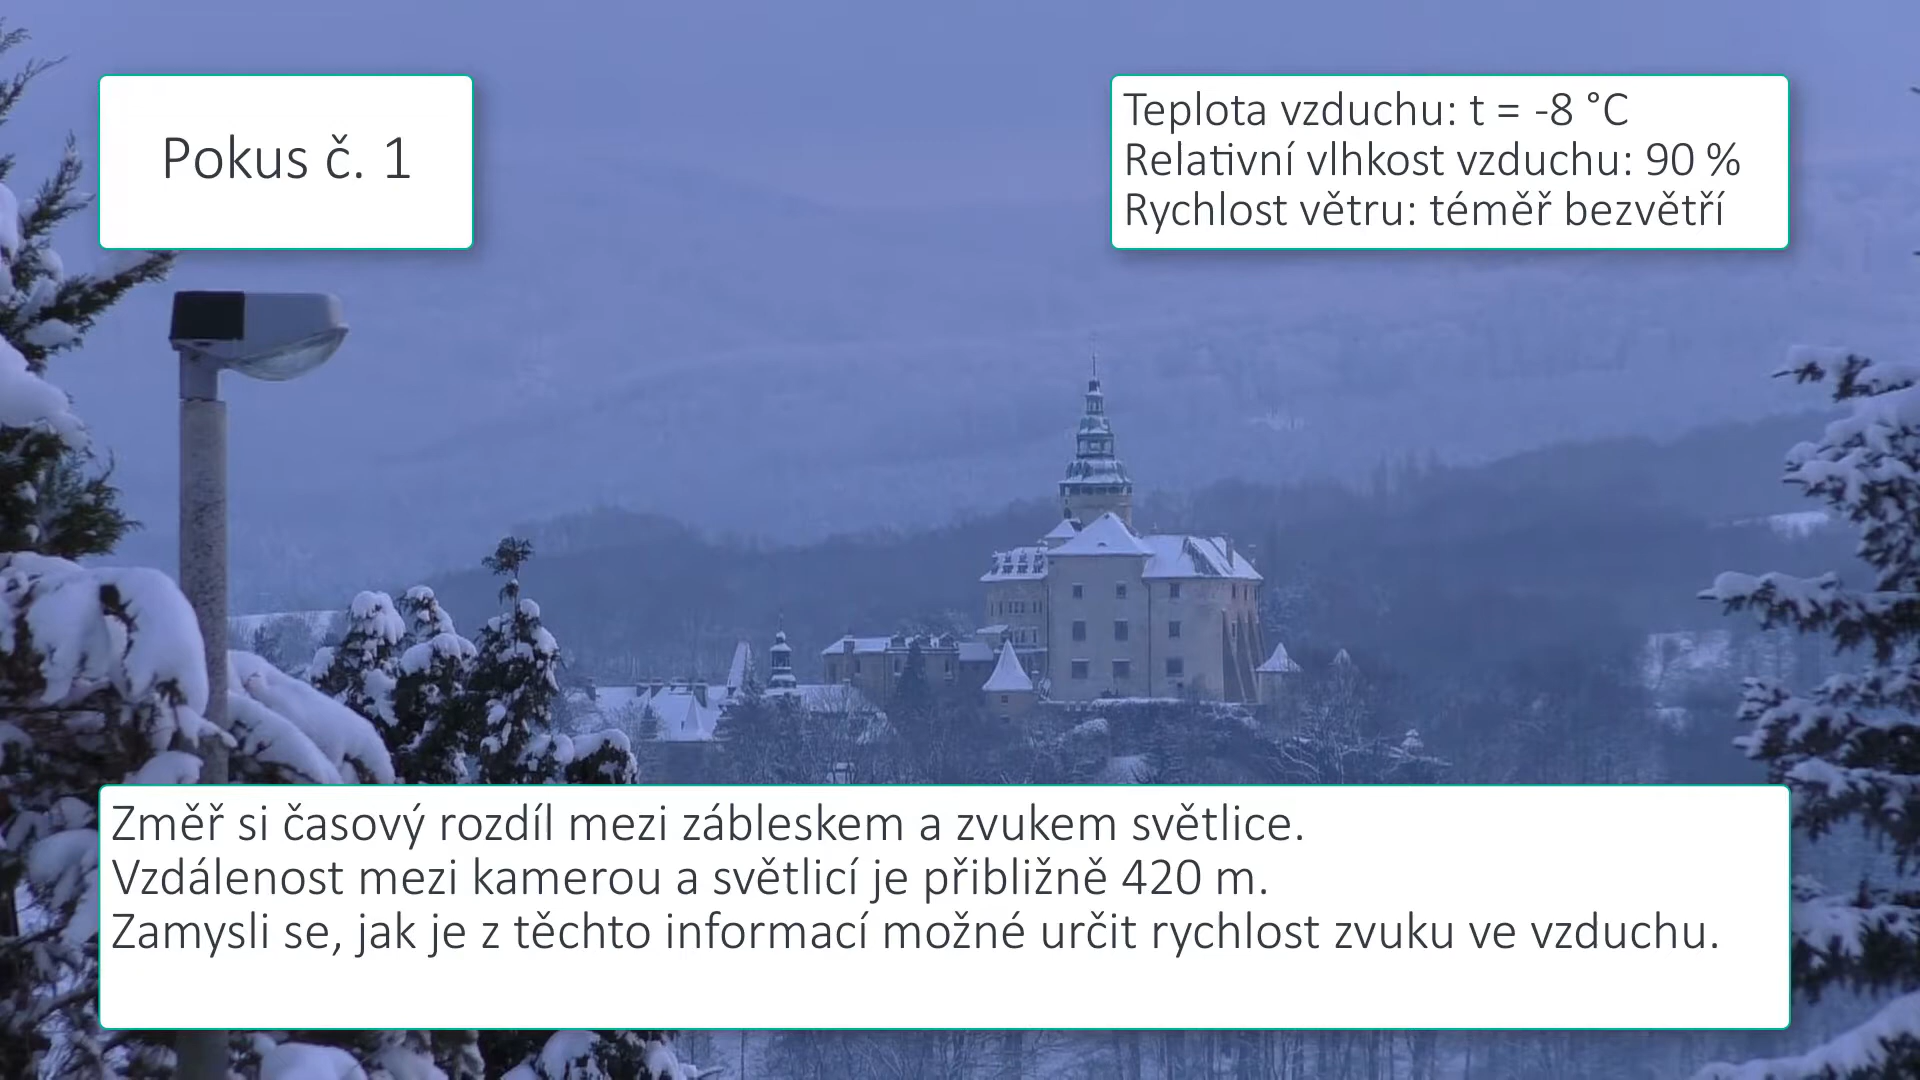 Pokus č. 1
Teplota vzduchu: t = -8 °C
Relativní vlhkost vzduchu: 90 %
Rychlost větru: téměř bezvětří
Změř si časový rozdíl mezi zábleskem a zvukem světlice.
Vzdálenost mezi kamerou a světlicí je přibližně 420 m.
Zamysli se, jak je z těchto informací možné určit rychlost zvuku ve vzduchu.